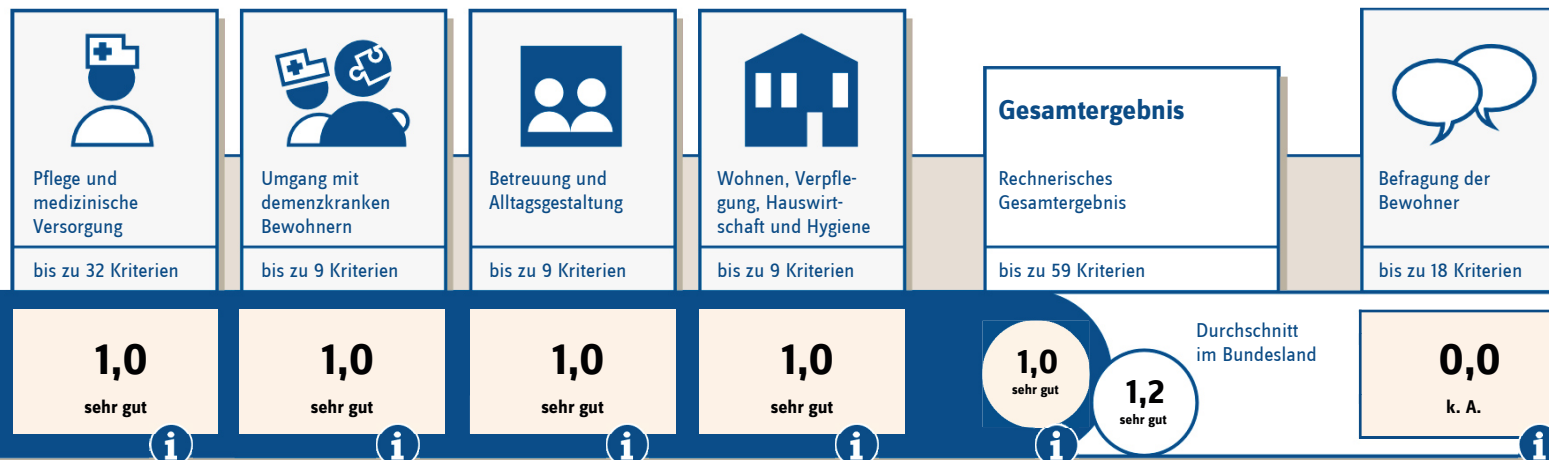 Pflege und
medizinische
Versorgung
bis zu 32 Kriterien
1,0
sehr gut
Umgang mit
demenzkranken
Bewohnern
bis zu 9 Kriterien
1,0
sehr gut
Betreuung und
Alltagsgestaltung
bis zu 9 Kriterien
1,0
sehr gut
Wohnen, Verpfle-
gung, Hauswirt-
schaft und Hygiene
bis zu 9 Kriterien
1,0
sehr gut
Gesamtergebnis
Rechnerisches
Gesamtergebnis
bis zu 59 Kriterien
1,0
sehr gut
Durchschnitt
im Bundesland
1,2
sehr gut
Befragung der
Bewohner
bis zu 18 Kriterien
0,0
k. A.